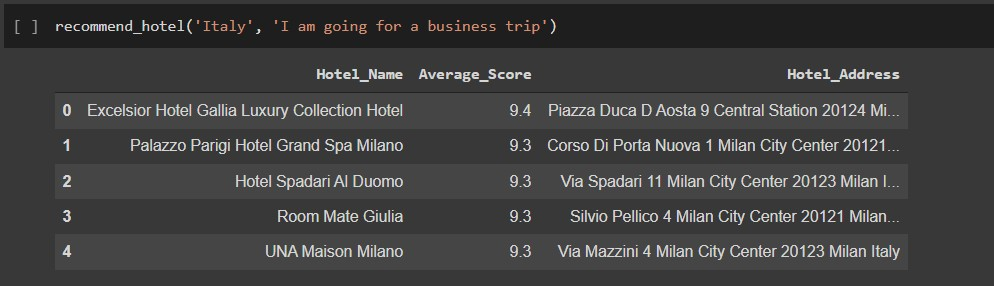 [ ] recommend_hotel('Italy', 'I am going for a business trip')
Hotel_Name Average_Score Hotel_Address
0 Excelsior Hotel Gallia Luxury Collection Hotel 9.4 Piazza Duca D Aosta 9 Central Station 20124 Mi...
1 Palazzo Parigi Hotel Grand Spa Milano 9.3 Corso Di Porta Nuova 1 Milan City Center 20121...
2 Hotel Spadari Al Duomo 9.3 Via Spadari 11 Milan City Center 20123 Milan I...
3 Room Mate Giulia 9.3 Silvio Pellico 4 Milan City Center 20121 Milan...
4 UNA Maison Milano 9.3 Via Mazzini 4 Milan City Center 20123 Milan Italy